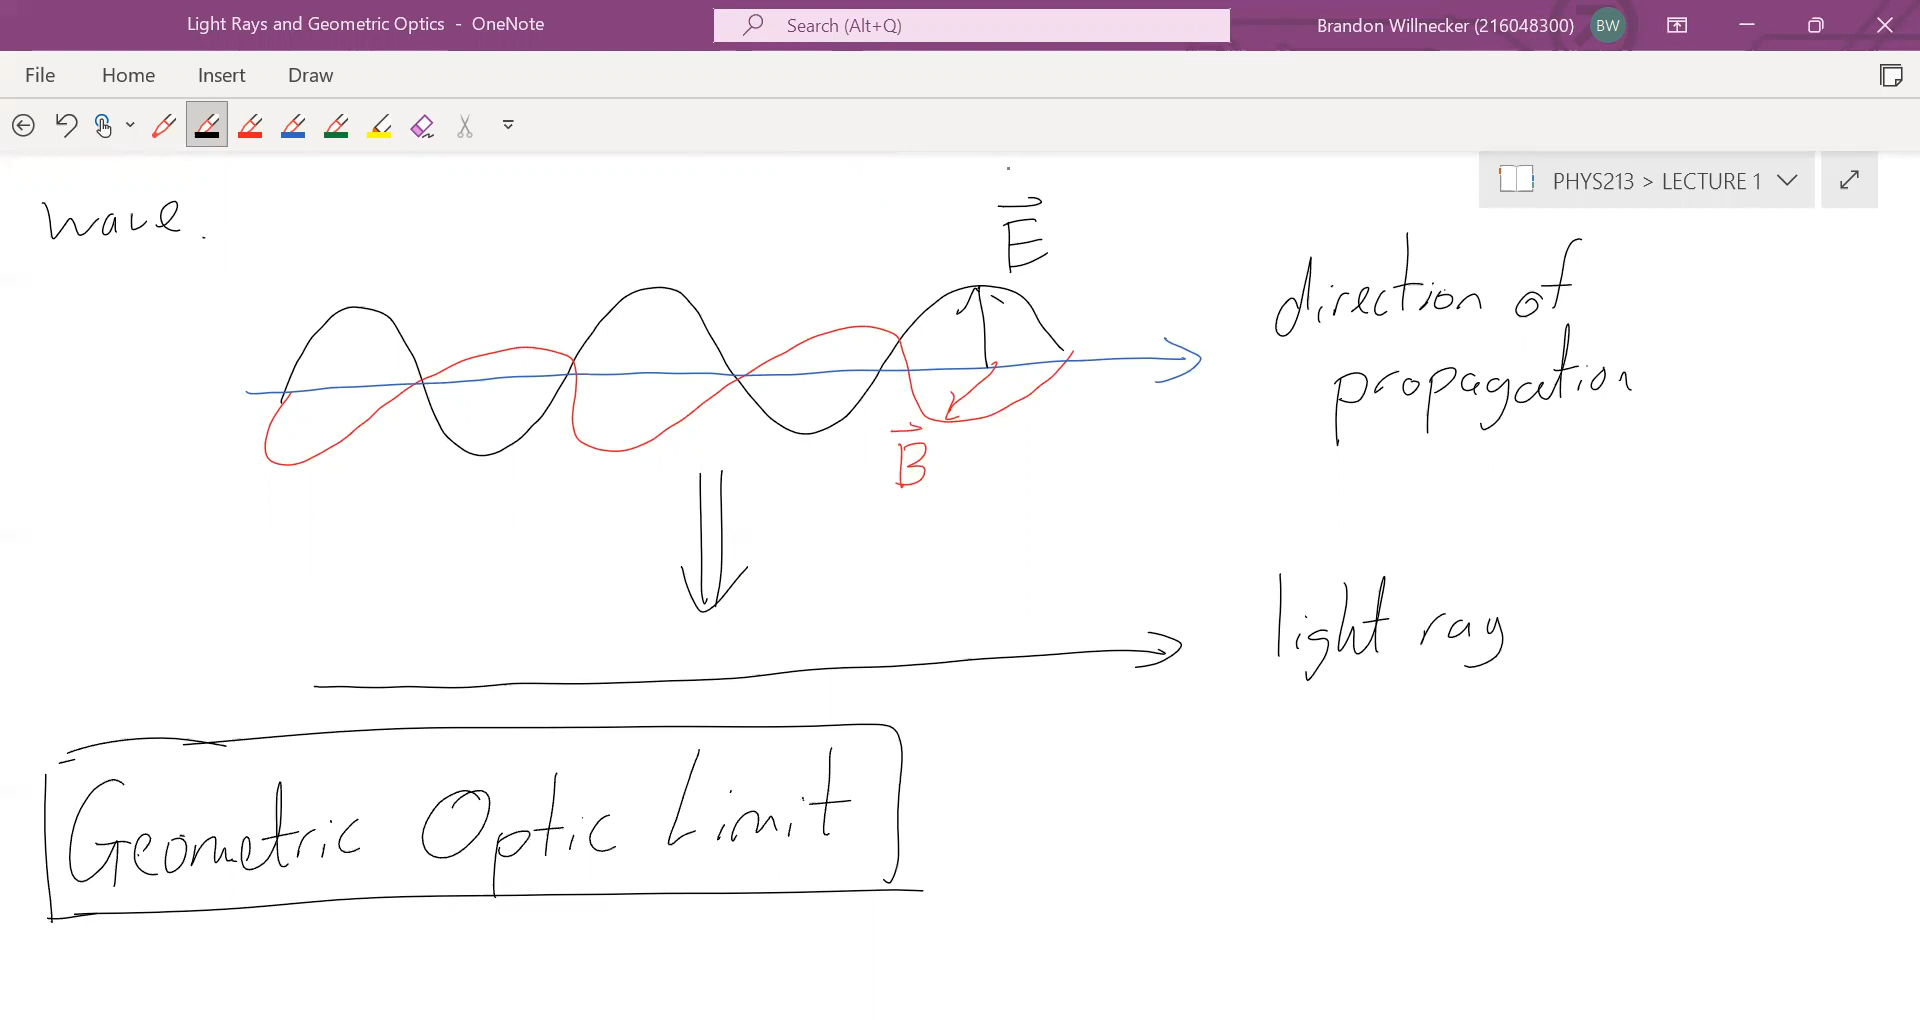 Light Rays and Geometric Optics - OneNote
Search (Alt+Q)
Brandon Willnecker (216048300)
BW
File Home Insert Draw
PHYS213 > LECTURE 1
wave.
E
direction of
propagation
B
light ray
Geometric Optic Limit